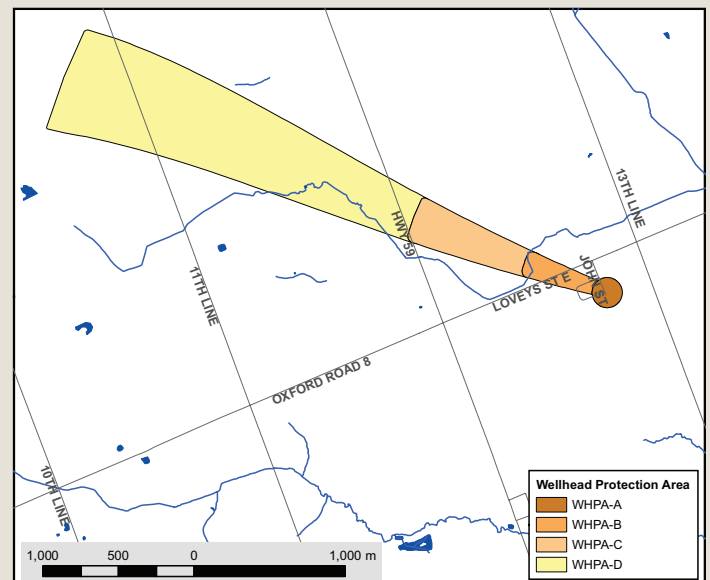 13TH LINE
HWY 59
JOHN ST
LOVEYS ST E
11TH LINE
OXFORD ROAD 8
10TH LINE
Wellhead Protection Area
WHPA-A
WHPA-B
WHPA-C
WHPA-D
1,000 500 0 1,000 m